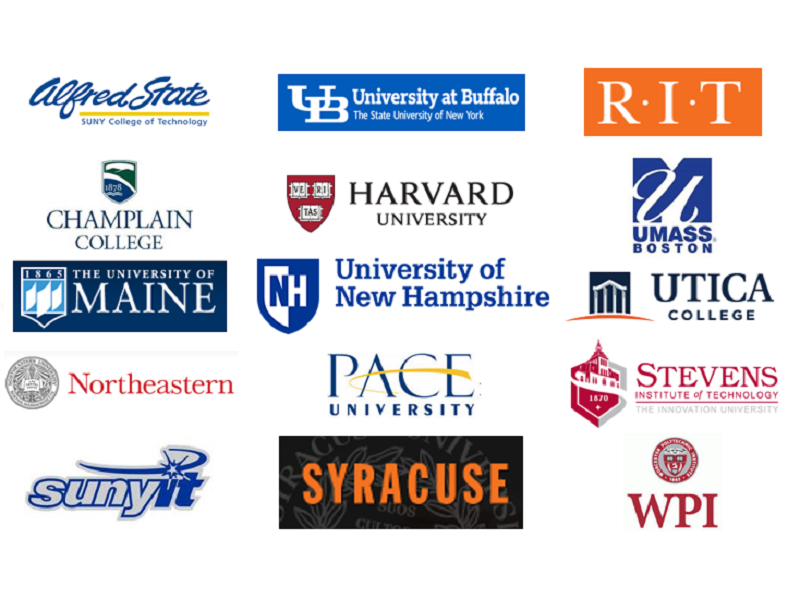 Alfred State
SUNY College of Technology
UB University at Buffalo
The State University of New York
R·I·T
1878
CHAMPLAIN
COLLEGE
VE RI
TAS
HARVARD
UNIVERSITY
U
UMASS
BOSTON
1865 THE UNIVERSITY OF
MAINE
NH
University of
New Hampshire
UTICA
COLLEGE
Northeastern
PACE
UNIVERSITY
1870
STEVENS
INSTITUTE of TECHNOLOGY
THE INNOVATION UNIVERSITY
sunyit
SYRACUSE
SUOS
WPI